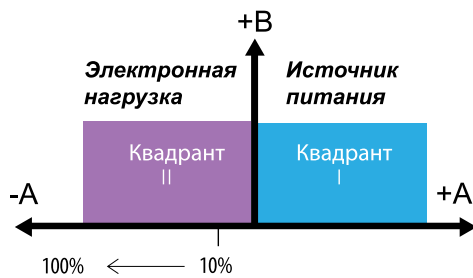 +В
Электронная нагрузка
Источник питания
Квадрант II
Квадрант I
-А
+А
100%
10%